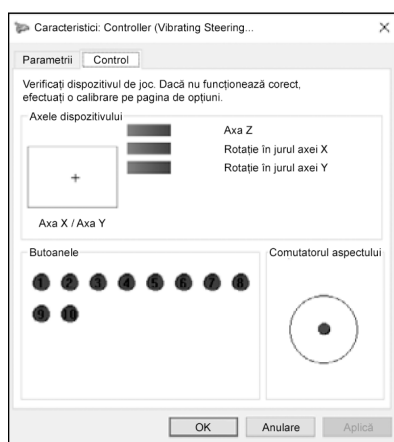 Caracteristici: Controller (Vibrating Steering...
Parametrii
Control
Verificați dispozitivul de joc. Dacă nu funcționează corect,
efectuați o calibrare pe pagina de opțiuni.
Axele dispozitivului
Axa Z
Rotație în jurul axei X
Rotație în jurul axei Y
Axa X / Axa Y
Butoanele
1 2 3 4 5 6 7 8
9 10
Comutatorul aspectului
OK
Anulare
Aplică